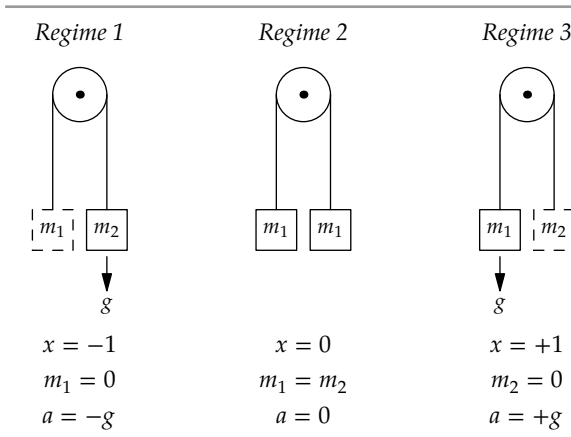 Regime 1 Regime 2 Regime 3
m₁ m₂ m₁ m₁ m₁ m₂
g g
x = −1 x = 0 x = +1
m₁ = 0 m₁ = m₂ m₂ = 0
a = −g a = 0 a = +g